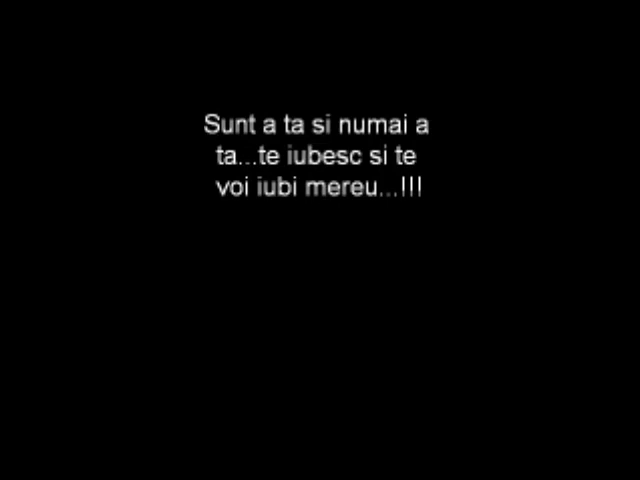 Sunt a ta si numai a
ta...te iubesc si te
voi iubi mereu...!!!